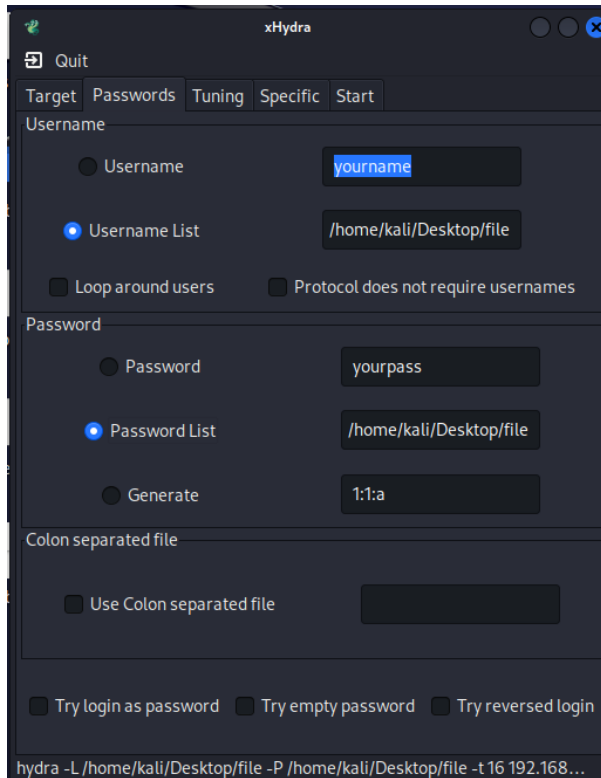 xHydra
Quit
Target Passwords Tuning Specific Start
Username
Username yourname
Username List /home/kali/Desktop/file
Loop around users Protocol does not require usernames
Password
Password yourpass
Password List /home/kali/Desktop/file
Generate 1:1:a
Colon separated file
Use Colon separated file
Try login as password Try empty password Try reversed login
hydra -L /home/kali/Desktop/file -P /home/kali/Desktop/file -t 16 192.168...